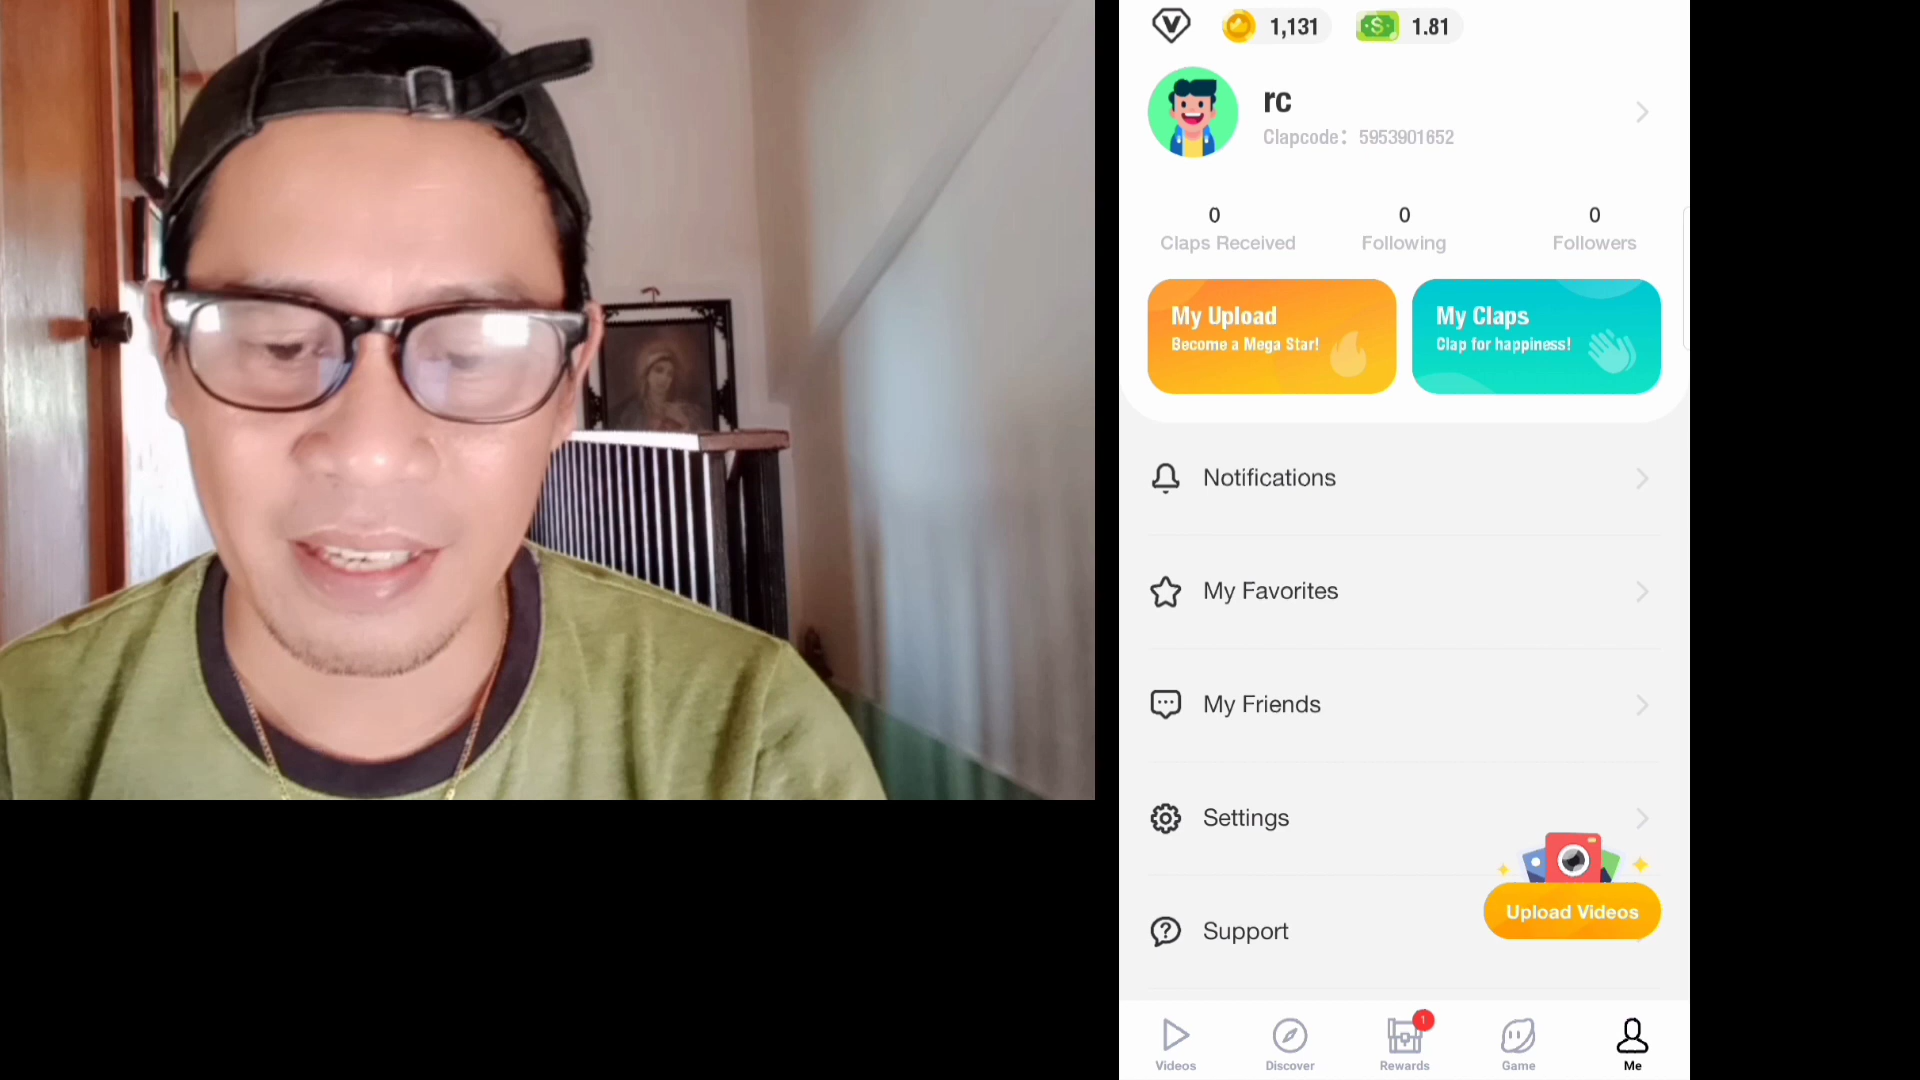 V 1,131 $ 1.81
rc
Clapcode: 5953901652
0 0 0
Claps Received Following Followers
My Upload
Become a Mega Star!
My Claps
Clap for happiness!
Notifications
My Favorites
My Friends
Settings
Upload Videos
Support
1
Videos Discover Rewards Game Me